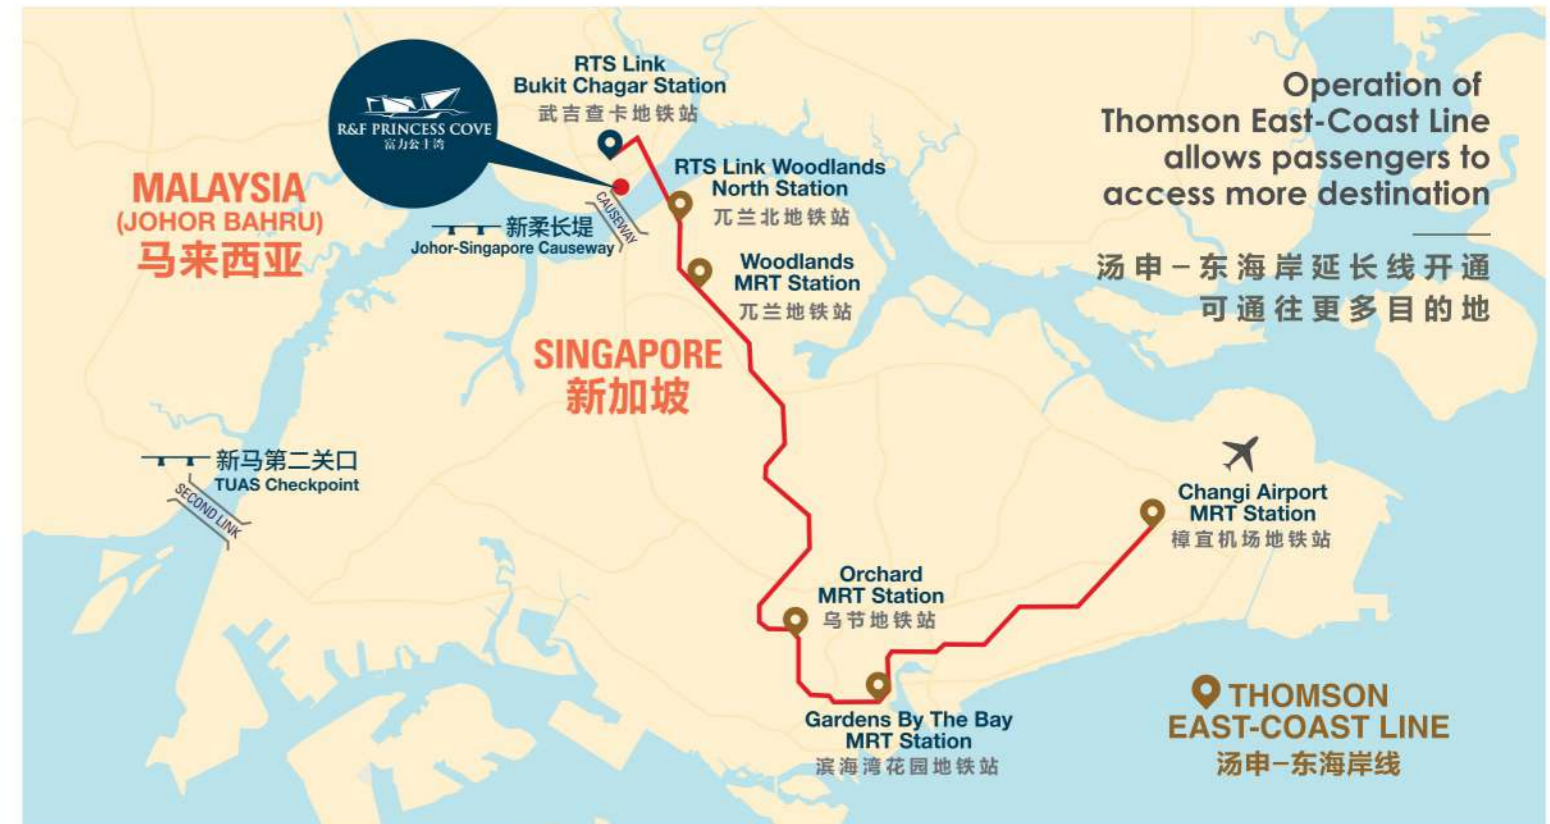 RTS Link
Bukit Chagar Station
武吉查卡地铁站
R&F PRINCESS COVE
富力公主湾
Operation of
Thomson East-Coast Line
allows passengers to
access more destination
汤申-东海岸延长线开通
可通往更多目的地
MALAYSIA
(JOHOR BAHRU)
马来西亚
RTS Link Woodlands
North Station
兀兰北地铁站
CAUSEWAY
新柔长堤
Johor-Singapore Causeway
Woodlands
MRT Station
兀兰地铁站
SINGAPORE
新加坡
新马第二关口
TUAS Checkpoint
SECOND LINK
Changi Airport
MRT Station
樟宜机场地铁站
Orchard
MRT Station
乌节地铁站
Gardens By The Bay
MRT Station
滨海湾花园地铁站
THOMSON
EAST-COAST LINE
汤申-东海岸线